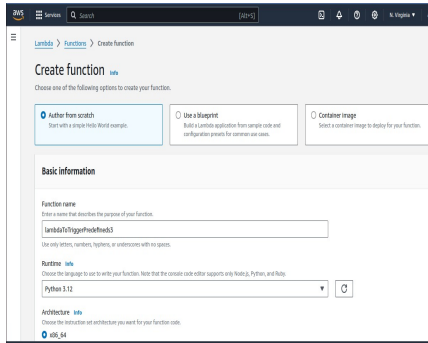 aws
Services
Search
[Alt+S]
N. Virginia
Lambda > Functions > Create function
Create function Info
Choose one of the following options to create your function.
Author from scratch
Start with a simple Hello World example.
Use a blueprint
Build a Lambda application from sample code and
configuration presets for common use cases.
Container image
Select a container image to deploy for your function.
Basic information
Function name
Enter a name that describes the purpose of your function.
lambdaToTriggerPredefineds3
Use only letters, numbers, hyphens, or underscores with no spaces.
Runtime Info
Choose the language to use to write your function. Note that the console code editor supports only Node.js, Python, and Ruby.
Python 3.12
Architecture Info
Choose the instruction set architecture you want for your function code.
x86_64